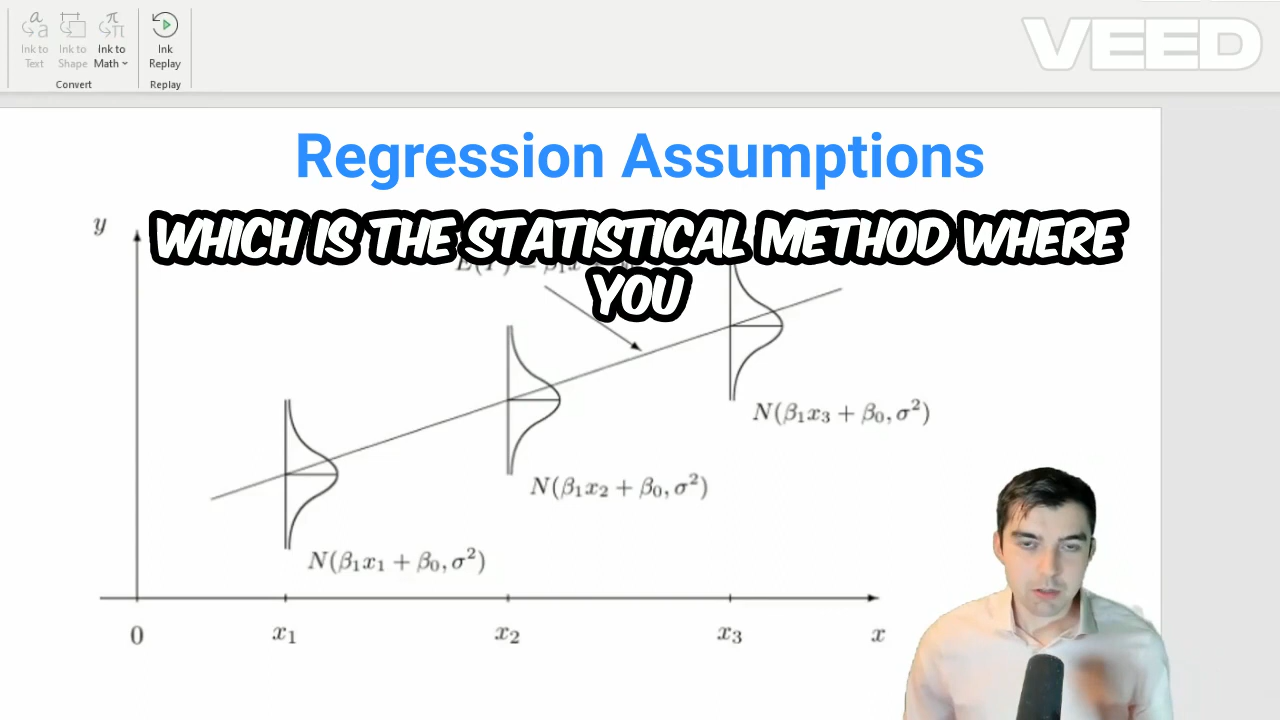 Ink to Text
Ink to Shape
Ink to Math
Convert
Ink Replay
Replay
VEED
Regression Assumptions
WHICH IS THE STATISTICAL METHOD WHERE
YOU
y
N(β₁x₃ + β₀, σ²)
N(β₁x₂ + β₀, σ²)
N(β₁x₁ + β₀, σ²)
0 x₁ x₂ x₃ x